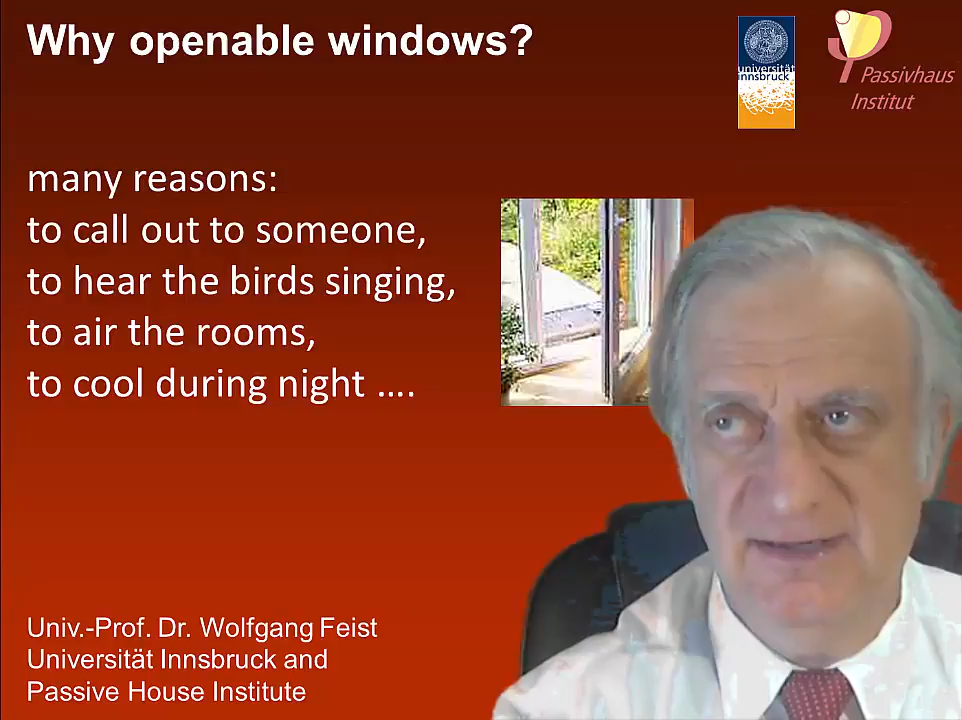 Why openable windows?
universität
innsbruck
Passivhaus
Institut
many reasons:
to call out to someone,
to hear the birds singing,
to air the rooms,
to cool during night ….
Univ.-Prof. Dr. Wolfgang Feist
Universität Innsbruck and
Passive House Institute